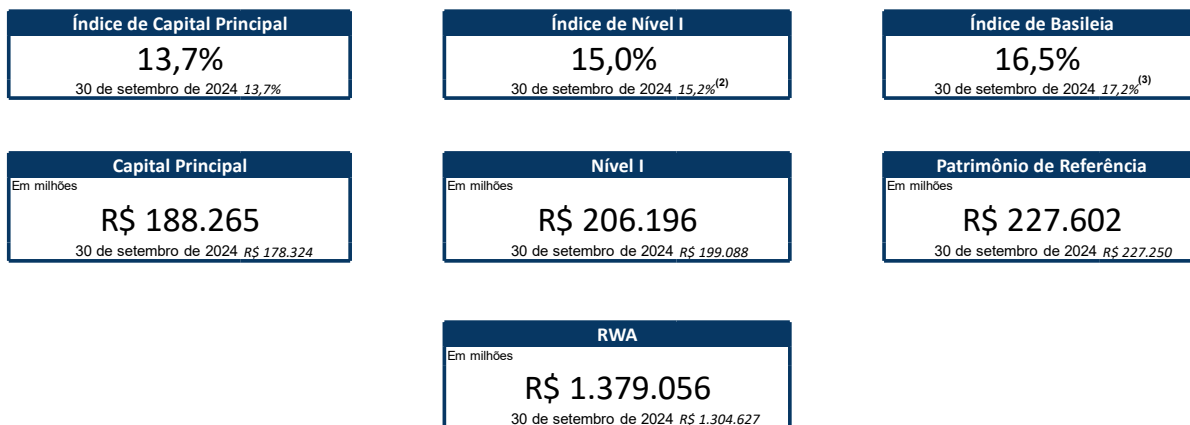 Índice de Capital Principal
13,7%
30 de setembro de 2024 13,7%
Índice de Nível I
15,0%
30 de setembro de 2024 15,2%(2)
Índice de Basileia
16,5%
30 de setembro de 2024 17,2%(3)
Capital Principal
Em milhões
R$ 188.265
30 de setembro de 2024 R$ 178.324
Nível I
Em milhões
R$ 206.196
30 de setembro de 2024 R$ 199.088
Patrimônio de Referência
Em milhões
R$ 227.602
30 de setembro de 2024 R$ 227.250
RWA
Em milhões
R$ 1.379.056
30 de setembro de 2024 R$ 1.304.627